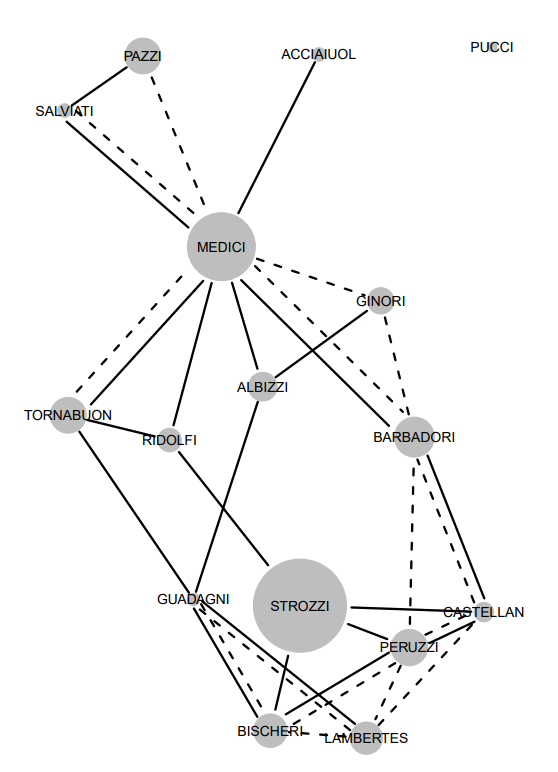 PUCCI
ACCIAIUOL
PAZZI
SALVIATI
MEDICI
GINORI
ALBIZZI
TORNABUON
BARBADORI
RIDOLFI
GUADAGNI
STROZZI
CASTELLAN
PERUZZI
BISCHERI
LAMBERTES